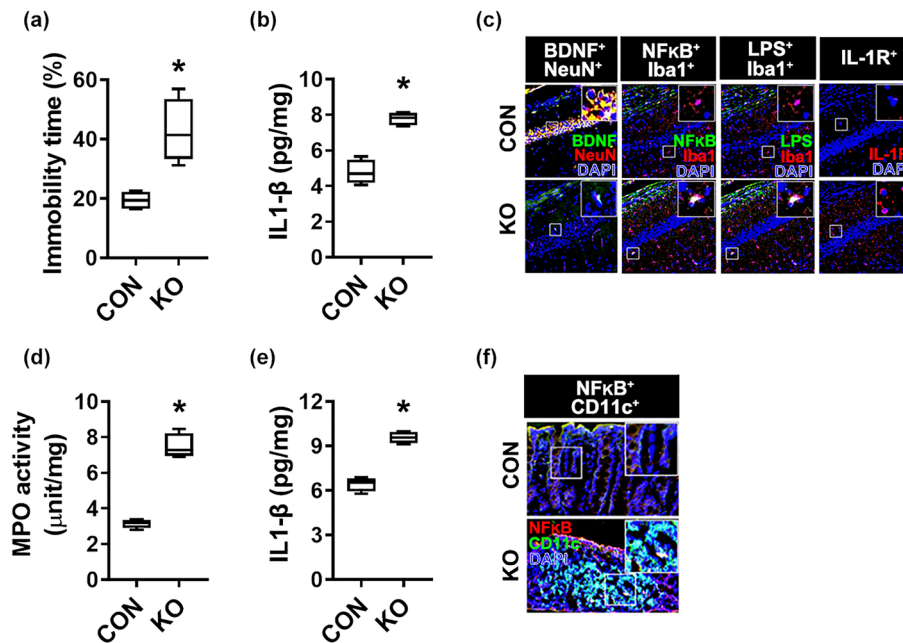 (a)
Immobility time (%)
60
40
20
0
*
CON
KO
(b)
IL1-β (pg/mg)
10
8
6
4
2
0
*
CON
KO
(c)
BDNF⁺
NeuN⁺
NFκB⁺
Iba1⁺
LPS⁺
Iba1⁺
IL-1R⁺
CON
BDNF
NeuN
DAPI
NFκB
Iba1
DAPI
LPS
Iba1
DAPI
IL-1R
DAPI
KO
(d)
MPO activity
(μnit/mg)
10
8
6
4
2
0
*
CON
KO
(e)
IL1-β (pg/mg)
12
9
6
3
0
*
CON
KO
(f)
NFκB⁺
CD11c⁺
CON
KO
NFκB
CD11c
DAPI